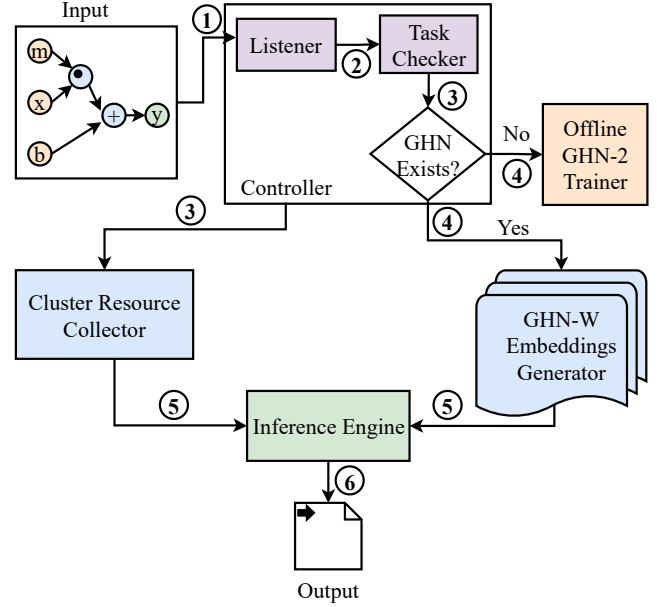 Input
m
x
b
+
y
1
Listener
2
Task
Checker
3
GHN
Exists?
No
4
Offline
GHN-2
Trainer
Controller
3
4
Yes
Cluster Resource
Collector
GHN-W
Embeddings
Generator
5
Inference Engine
5
6
Output